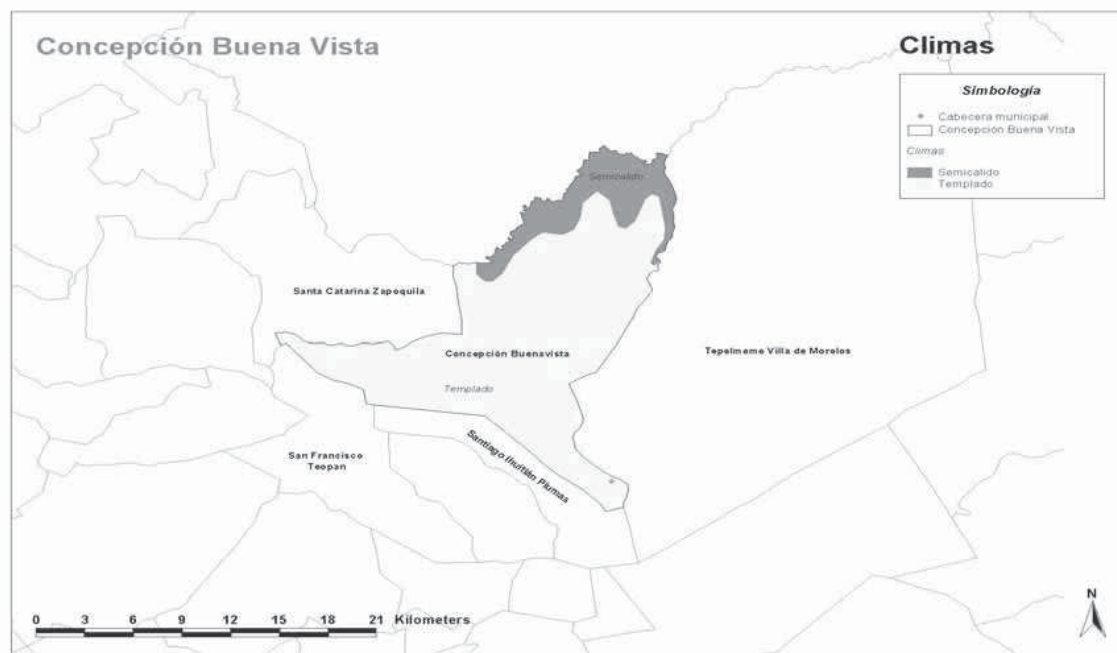 Concepción Buena Vista
Climas
Simbología
Cabecera municipal
Concepción Buena Vista
Climas
Semicalido
Templado
Semicalido
Santa Catarina Zapoquila
Concepción Buenavista
Tepelmeme Villa de Morelos
Templado
San Francisco
Teopan
Santiago Ihuitlán Plumas
N
0 3 6 9 12 15 18 21 Kilometers